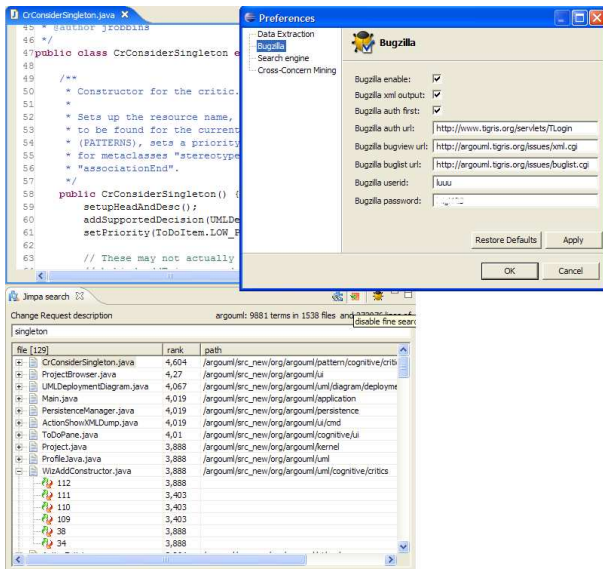 CrConsiderSingleton.java
45 * @author jrobbins
46 */
47 public class CrConsiderSingleton e
48
49 /**
50 * Constructor for the critic.
51 *
52 * Sets up the resource name,
53 * to be found for the current
54 * (PATTERNS), sets a priority
55 * for metaclasses "stereotype
56 * "associationEnd".
57 */
58 public CrConsiderSingleton() {
59 setupHeadAndDesc();
60 addSupportedDecision(UMLDe
61 setPriority(ToDoItem.LOW_P
62
63 // These may not actually
Preferences
Data Extraction
Bugzilla
Search engine
Cross-Concern Mining
Bugzilla
Bugzilla enable:
Bugzilla xml output:
Bugzilla auth first:
Bugzilla auth url: http://www.tigris.org/servlets/TLogin
Bugzilla bugview url: http://argouml.tigris.org/issues/xml.cgi
Bugzilla buglist url: http://argouml.tigris.org/issues/buglist.cgi
Bugzilla userid: luuu
Bugzilla password:
Restore Defaults Apply
OK Cancel
Jimpa search
Change Request description argouml: 9881 terms in 1538 files and
disable fine searc
singleton
file [129] rank path
CrConsiderSingleton.java 4,604 /argouml/src_new/org/argouml/pattern/cognitive/criti
ProjectBrowser.java 4,27 /argouml/src_new/org/argouml/ui
UMLDeploymentDiagram.java 4,067 /argouml/src_new/org/argouml/uml/diagram/deployme
Main.java 4,019 /argouml/src_new/org/argouml/application
PersistenceManager.java 4,019 /argouml/src_new/org/argouml/persistence
ActionShowXMLDump.java 4,019 /argouml/src_new/org/argouml/ui/cmd
ToDoPane.java 4,01 /argouml/src_new/org/argouml/cognitive/ui
Project.java 3,888 /argouml/src_new/org/argouml/kernel
ProfileJava.java 3,888 /argouml/src_new/org/argouml/uml
WizAddConstructor.java 3,888 /argouml/src_new/org/argouml/uml/cognitive/critics
112 3,888
111 3,403
110 3,403
109 3,403
38 3,888
34 3,888